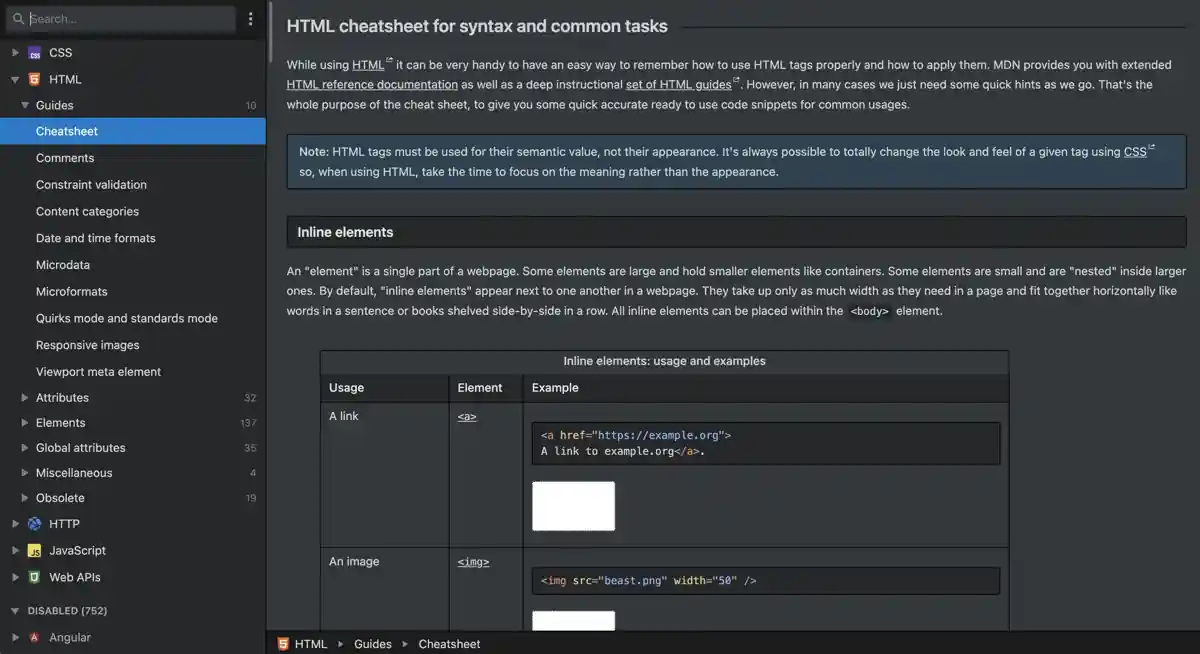 Search...
CSS
HTML
Guides 10
Cheatsheet
Comments
Constraint validation
Content categories
Date and time formats
Microdata
Microformats
Quirks mode and standards mode
Responsive images
Viewport meta element
Attributes 32
Elements 137
Global attributes 35
Miscellaneous 4
Obsolete 19
HTTP
JS JavaScript
Web APIs
DISABLED (752)
Angular
HTML cheatsheet for syntax and common tasks
While using HTML it can be very handy to have an easy way to remember how to use HTML tags properly and how to apply them. MDN provides you with extended
HTML reference documentation as well as a deep instructional set of HTML guides. However, in many cases we just need some quick hints as we go. That's the
whole purpose of the cheat sheet, to give you some quick accurate ready to use code snippets for common usages.
Note: HTML tags must be used for their semantic value, not their appearance. It's always possible to totally change the look and feel of a given tag using CSS
so, when using HTML, take the time to focus on the meaning rather than the appearance.
Inline elements
An "element" is a single part of a webpage. Some elements are large and hold smaller elements like containers. Some elements are small and are "nested" inside larger
ones. By default, "inline elements" appear next to one another in a webpage. They take up only as much width as they need in a page and fit together horizontally like
words in a sentence or books shelved side-by-side in a row. All inline elements can be placed within the <body> element.
Inline elements: usage and examples
Usage Element Example
A link <a>
<a href="https://example.org">
A link to example.org</a>.
An image <img>
<img src="beast.png" width="50" />
HTML Guides Cheatsheet